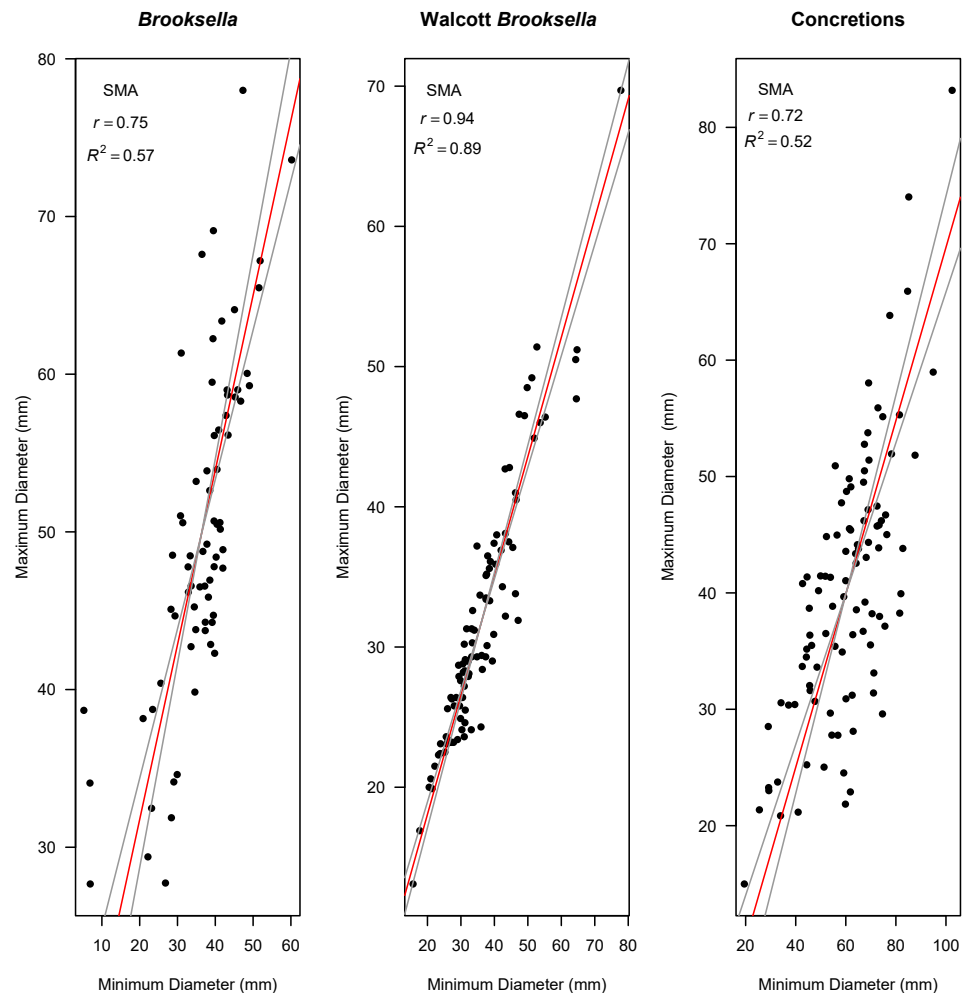 Brooksella
Walcott Brooksella
Concretions
SMA
r = 0.75
R² = 0.57
80
70
60
50
40
30
Maximum Diameter (mm)
10 20 30 40 50 60
Minimum Diameter (mm)
SMA
r = 0.94
R² = 0.89
70
60
50
40
30
20
Maximum Diameter (mm)
20 30 40 50 60 70 80
Minimum Diameter (mm)
SMA
r = 0.72
R² = 0.52
80
70
60
50
40
30
20
Maximum Diameter (mm)
20 40 60 80 100
Minimum Diameter (mm)